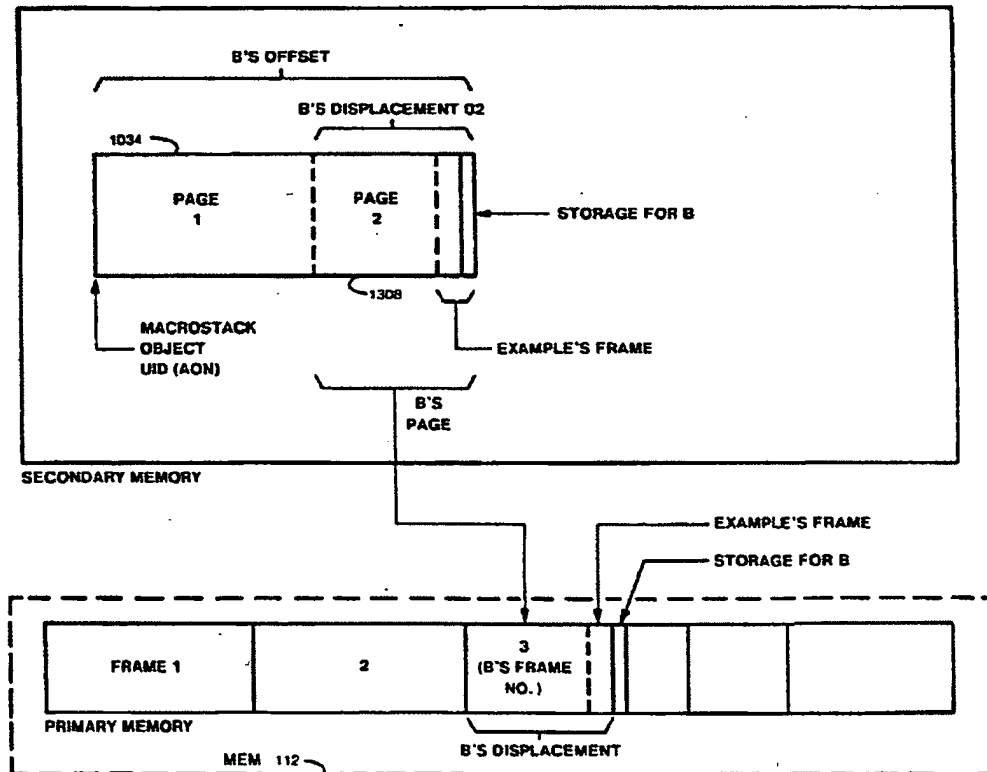 B'S OFFSET
B'S DISPLACEMENT 02
1034
PAGE
1
PAGE
2
STORAGE FOR B
1308
MACROSTACK
OBJECT
UID (AON)
EXAMPLE'S FRAME
B'S
PAGE
SECONDARY MEMORY
EXAMPLE'S FRAME
STORAGE FOR B
FRAME 1
2
3
(B'S FRAME
NO.)
PRIMARY MEMORY
B'S DISPLACEMENT
MEM 112